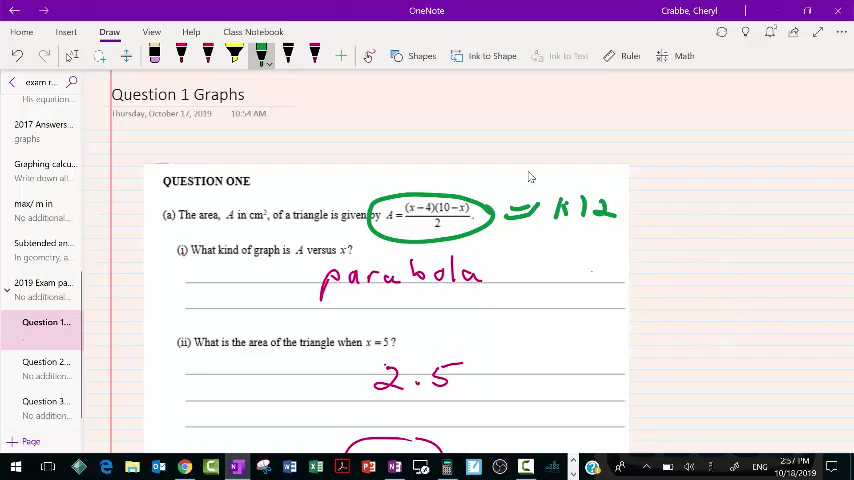 OneNote
Crabbe, Cheryl
Home Insert Draw View Help Class Notebook
Shapes Ink to Shape Ink to Text Ruler Math
exam r...
His equation...
2017 Answers...
graphs
Graphing calcu...
Write down all
max/ m in
No additional...
Subtended an...
In geometry, a...
2019 Exam pa...
No additional...
Question 1...
Question 2...
No addition...
Question 3...
No addition...
+ Page
Question 1 Graphs
Thursday, October 17, 2019 10:54 AM
QUESTION ONE
(a) The area, A in cm², of a triangle is given by A = (x − 4)(10 − x) / 2 . ⇒
(i) What kind of graph is A versus x?
parabola
(ii) What is the area of the triangle when x = 5?
2.5
ENG
2:57 PM
10/18/2019